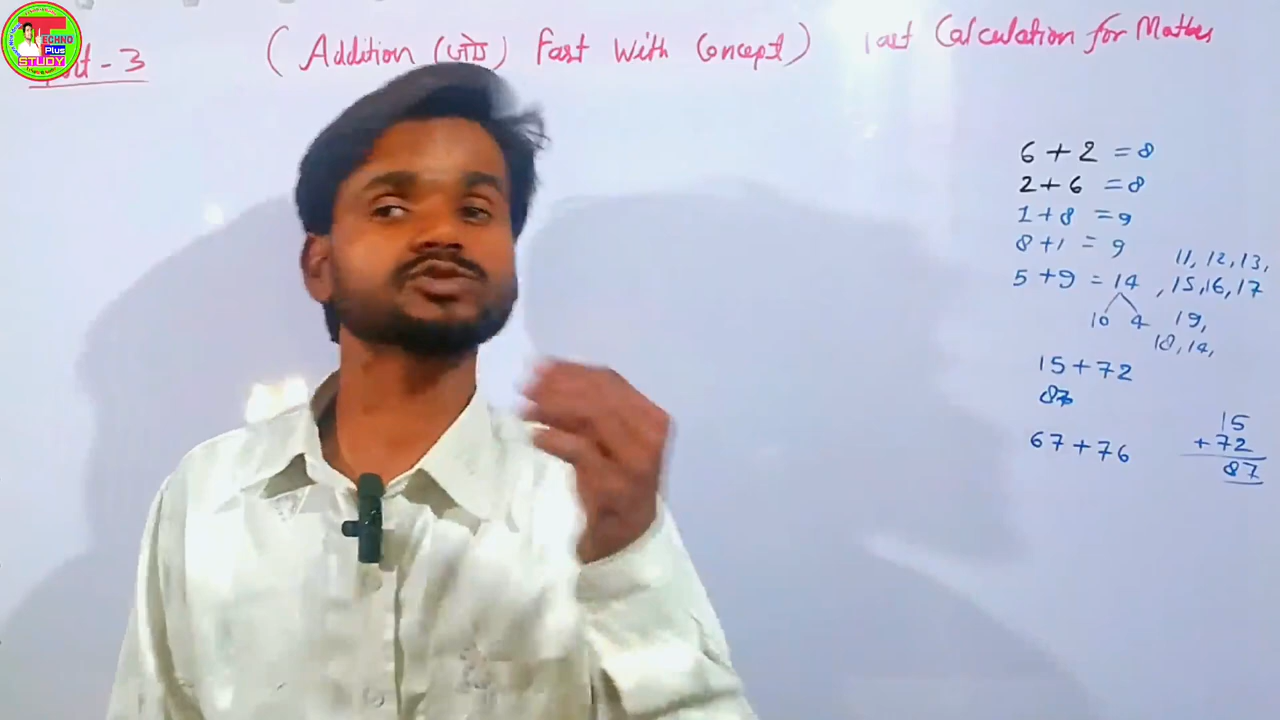 TECHNO
Plus
STUDY
Part - 3
(Addition (जोड़) Fast With Concept)
Fast Calculation for Maths
6 + 2 = 8
2 + 6 = 8
1 + 8 = 9
8 + 1 = 9
11, 12, 13,
5 + 9 = 14
, 15, 16, 17
10 4
19,
18, 14,
15 + 72
87
67 + 76
15
+ 72
87